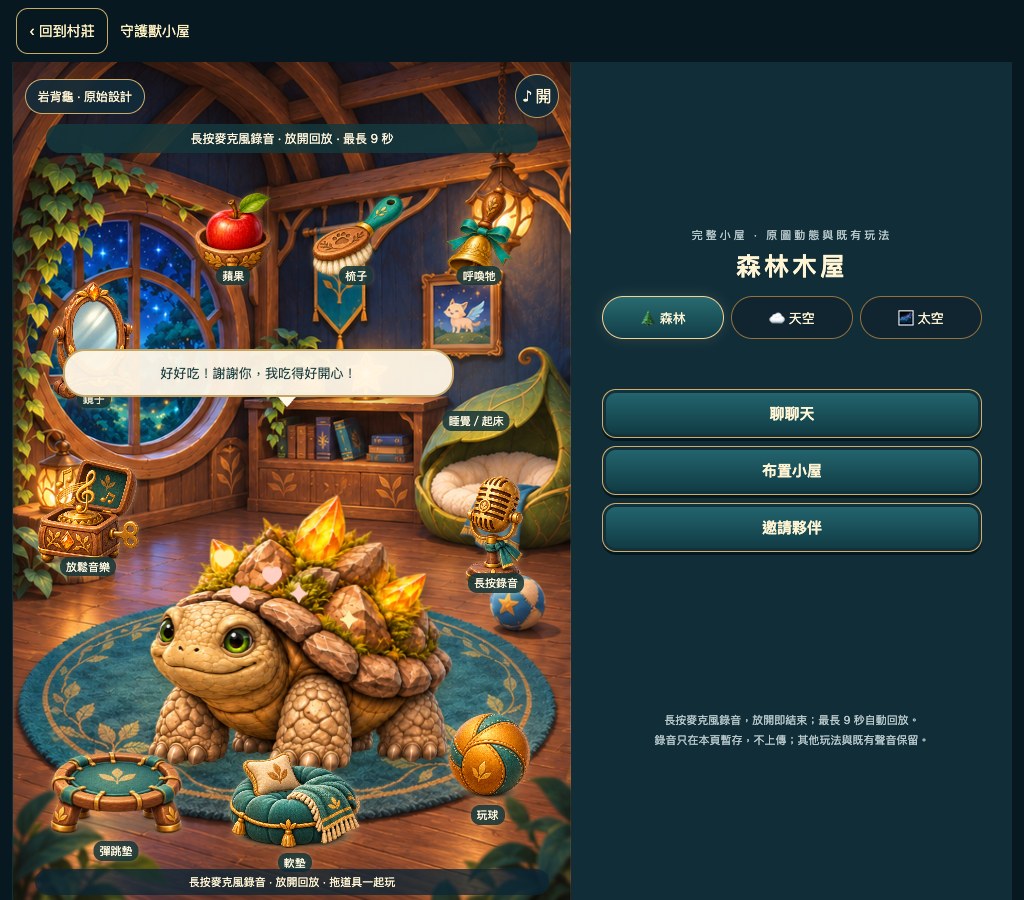 ‹ 回到村莊
守護獸小屋
岩背龜 · 原始設計
♪ 開
長按麥克風錄音 · 放開回放 · 最長 9 秒
蘋果
梳子
呼喚牠
鏡子
好好吃！謝謝你，我吃得好開心！
睡覺 / 起床
放鬆音樂
長按錄音
玩球
彈跳墊
軟墊
長按麥克風錄音 · 放開回放 · 拖道具一起玩
完整小屋 · 原圖動態與既有玩法
森林木屋
森林
天空
太空
聊聊天
布置小屋
邀請夥伴
長按麥克風錄音，放開即結束；最長 9 秒自動回放。
錄音只在本頁暫存，不上傳；其他玩法與既有聲音保留。